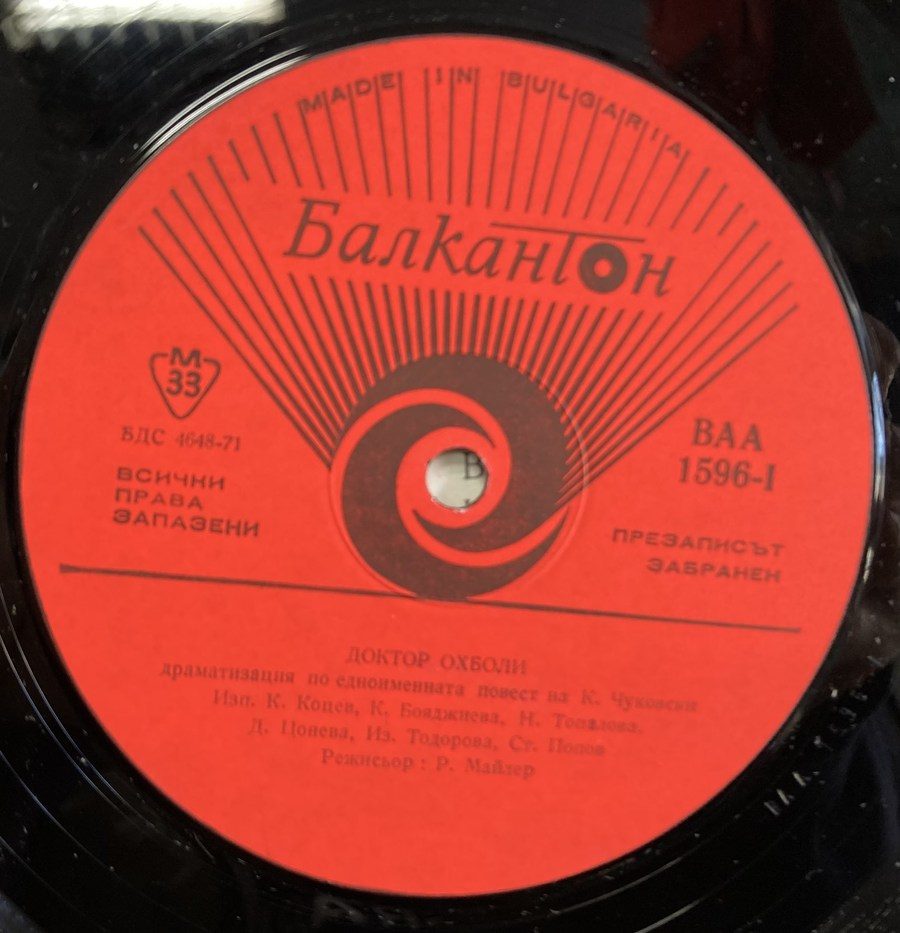 MADE IN BULGARIA
Балкантон
М
33
БДС 4648-71
ВСИЧКИ
ПРАВА
ЗАПАЗЕНИ
ВАА
1596-I
ПРЕЗАПИСЪТ
ЗАБРАНЕН
ДОКТОР ОХБОЛИ
драматизация по едноименната повест на К. Чуковски
Изп. К. Коцев, К. Бояджиева, Н. Топалова,
Д. Цонева, Из. Тодорова, Ст. Попов
Режисьор : Р. Майлер